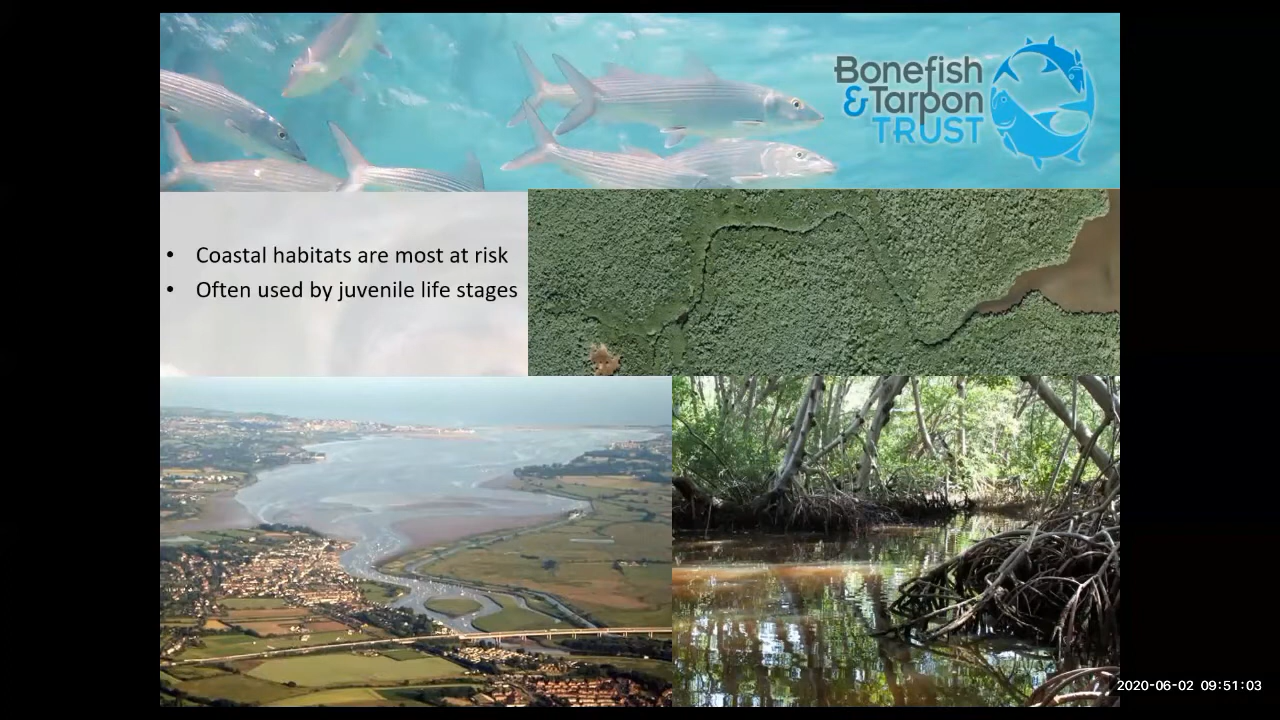 Bonefish
& Tarpon
TRUST
• Coastal habitats are most at risk
• Often used by juvenile life stages
2020-06-02 09:51:03